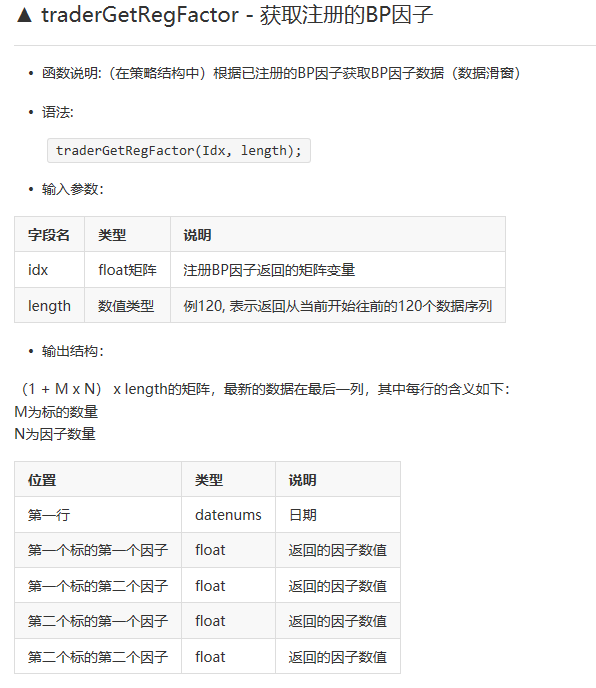 ▲ traderGetRegFactor - 获取注册的BP因子
• 函数说明:（在策略结构中）根据已注册的BP因子获取BP因子数据（数据滑窗）
• 语法:
traderGetRegFactor(Idx, length);
• 输入参数：
字段名 类型 说明
idx float矩阵 注册BP因子返回的矩阵变量
length 数值类型 例120, 表示返回从当前开始往前的120个数据序列
• 输出结构：
（1 + M x N） x length的矩阵，最新的数据在最后一列，其中每行的含义如下：
M为标的数量
N为因子数量
位置 类型 说明
第一行 datenums 日期
第一个标的第一个因子 float 返回的因子数值
第一个标的第二个因子 float 返回的因子数值
第二个标的第一个因子 float 返回的因子数值
第二个标的第二个因子 float 返回的因子数值